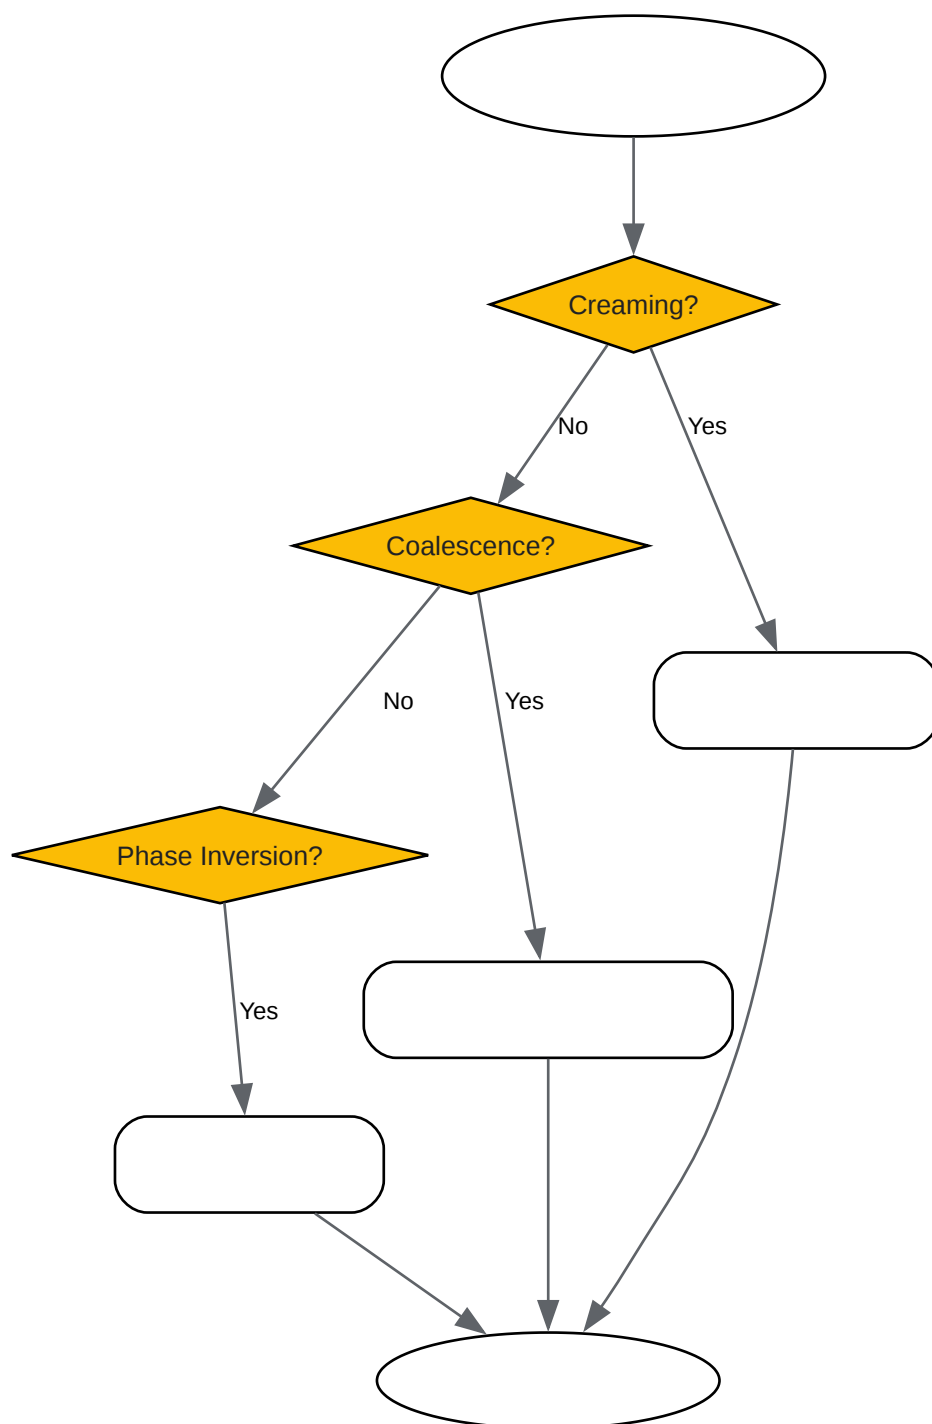 Creaming?
No
Yes
Coalescence?
No
Yes
Phase Inversion?
Yes